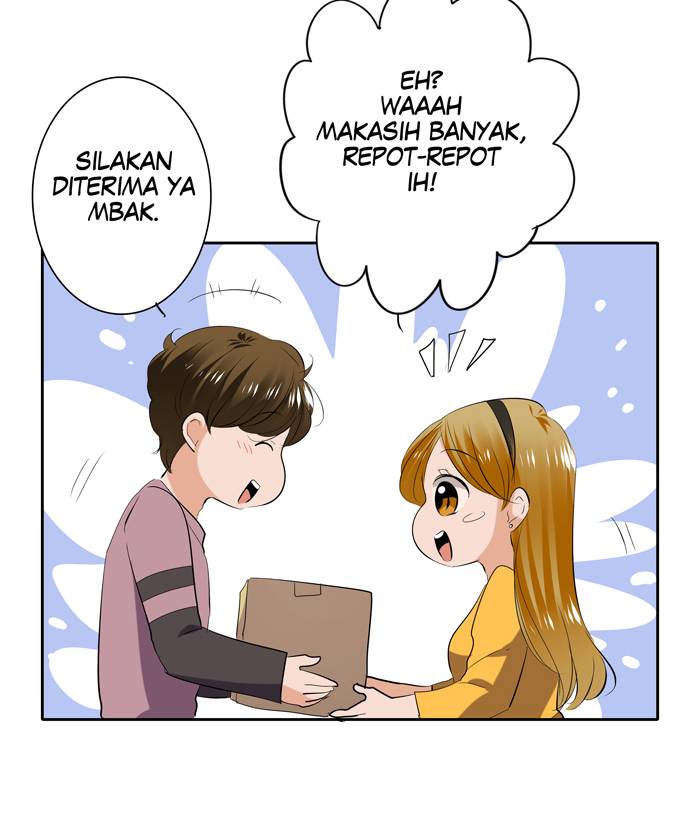 SILAKAN
DITERIMA YA
MBAK.
EH?
WAAAH
MAKASIH BANYAK,
REPOT-REPOT
IH!